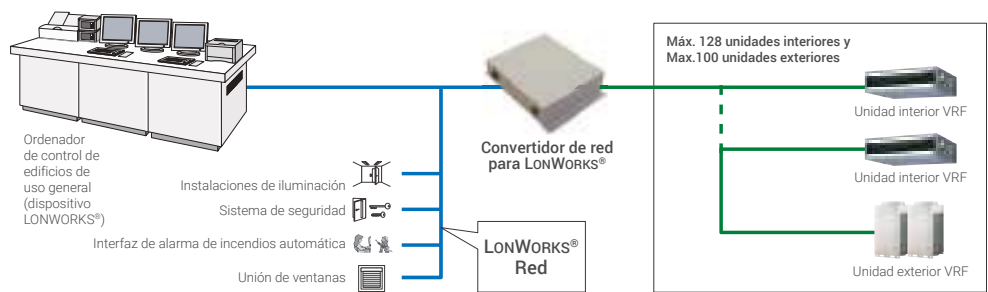 Ordenador
de control de
edificios de
uso general
(dispositivo
LONWORKS®)
Instalaciones de iluminación
Sistema de seguridad
Interfaz de alarma de incendios automática
Unión de ventanas
Convertidor de red
para LONWORKS®
LONWORKS®
Red
Máx. 128 unidades interiores y
Max.100 unidades exteriores
Unidad interior VRF
Unidad interior VRF
Unidad exterior VRF